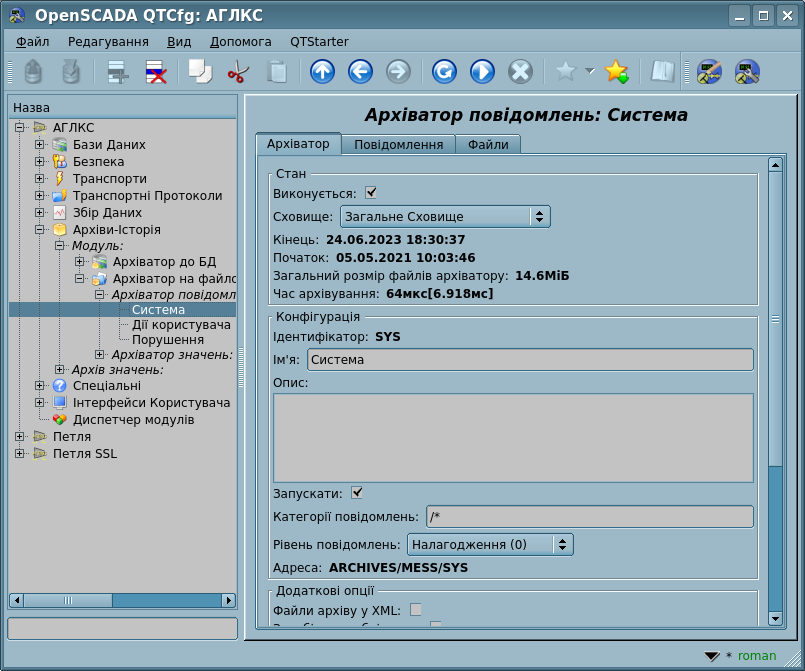 OpenSCADA QTCfg: АГЛКС
Файл Редагування Вид Допомога QTStarter
Назва
АГЛКС
Бази Даних
Безпека
Транспорти
Транспортні Протоколи
Збір Даних
Архіви-Історія
Модуль:
Архіватор до БД
Архіватор на файло
Архіватор повідомл
Система
Дії користувача
Порушення
Архіватор значень:
Архів значень:
Спеціальні
Інтерфейси Користувача
Диспетчер модулів
Петля
Петля SSL
Архіватор повідомлень: Система
Архіватор Повідомлення Файли
Стан
Виконується:
Сховище: Загальне Сховище
Кінець: 24.06.2023 18:30:37
Початок: 05.05.2021 10:03:46
Загальний розмір файлів архіватору: 14.6МіБ
Час архівування: 64мкс[6.918мс]
Конфігурація
Ідентифікатор: SYS
Ім'я: Система
Опис:
Запускати:
Категорії повідомлень: /*
Рівень повідомлень: Налагодження (0)
Адреса: ARCHIVES/MESS/SYS
Додаткові опції
Файли архіву у XML:
* roman